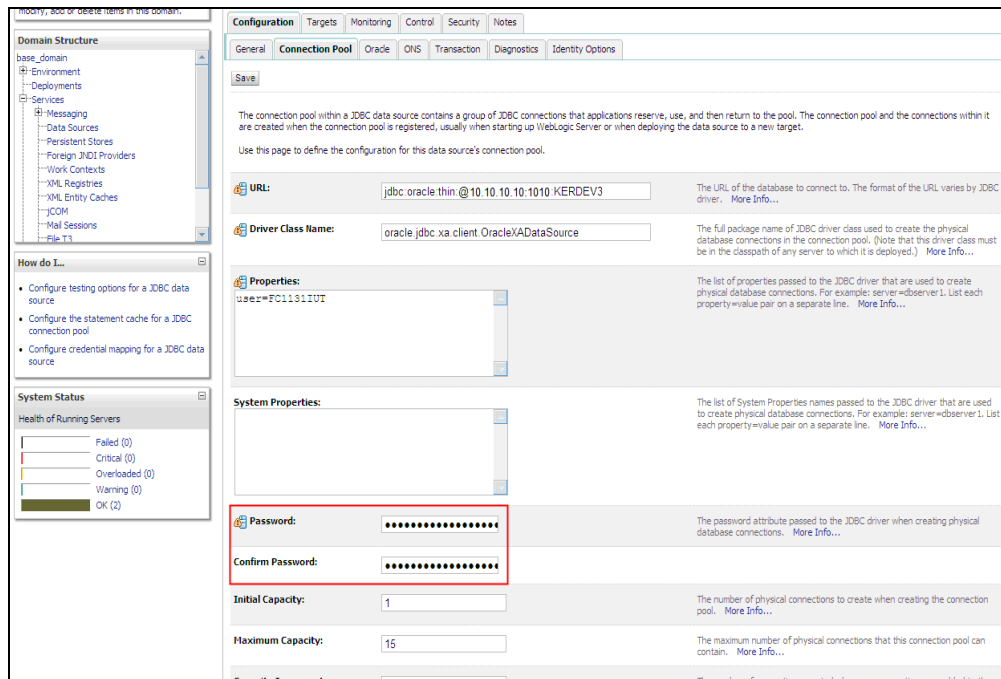 modify, add or delete items in this domain.
Domain Structure
base_domain
Environment
Deployments
Services
Messaging
Data Sources
Persistent Stores
Foreign JNDI Providers
Work Contexts
XML Registries
XML Entity Caches
jCOM
Mail Sessions
File T3
How do I...
Configure testing options for a JDBC data
source
Configure the statement cache for a JDBC
connection pool
Configure credential mapping for a JDBC data
source
System Status
Health of Running Servers
Failed (0)
Critical (0)
Overloaded (0)
Warning (0)
OK (2)
Configuration Targets Monitoring Control Security Notes
General Connection Pool Oracle ONS Transaction Diagnostics Identity Options
Save
The connection pool within a JDBC data source contains a group of JDBC connections that applications reserve, use, and then return to the pool. The connection pool and the connections within it
are created when the connection pool is registered, usually when starting up WebLogic Server or when deploying the data source to a new target.
Use this page to define the configuration for this data source's connection pool.
URL: jdbc:oracle:thin:@10.10.10.10:1010:KERDEV3 The URL of the database to connect to. The format of the URL varies by JDBC
driver. More Info...
Driver Class Name: oracle.jdbc.xa.client.OracleXADataSource The full package name of JDBC driver class used to create the physical
database connections in the connection pool. (Note that this driver class must
be in the classpath of any server to which it is deployed.) More Info...
Properties: The list of properties passed to the JDBC driver that are used to create
user=FC1131IUT physical database connections. For example: server=dbserver1. List each
property=value pair on a separate line. More Info...
System Properties: The list of System Properties names passed to the JDBC driver that are used
to create physical database connections. For example: server=dbserver1. List
each property=value pair on a separate line. More Info...
Password: The password attribute passed to the JDBC driver when creating physical
database connections. More Info...
Confirm Password:
Initial Capacity: 1 The number of physical connections to create when creating the connection
pool. More Info...
Maximum Capacity: 15 The maximum number of physical connections that this connection pool can
contain. More Info...